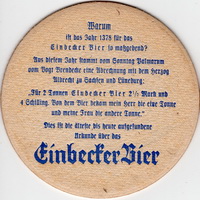 Warum
ist das Jahr 1378 für das
Einbecker Bier so maßgebend?
Aus diesem Jahr stammt vom Sonntag Palmarum
vom Vogt Brendecke eine Abrechnung mit dem Herzog
Albrecht zu Sachsen und Lüneburg:
„Für 2 Tonnen Einbecker Bier 2½ Mark und
4 Schilling. Von dem Bier bekam mein Herr die eine Tonne
und meine Frau die andere Tonne.“
Dies ist die älteste bis heute aufgefundene
Urkunde über das
Einbecker Bier